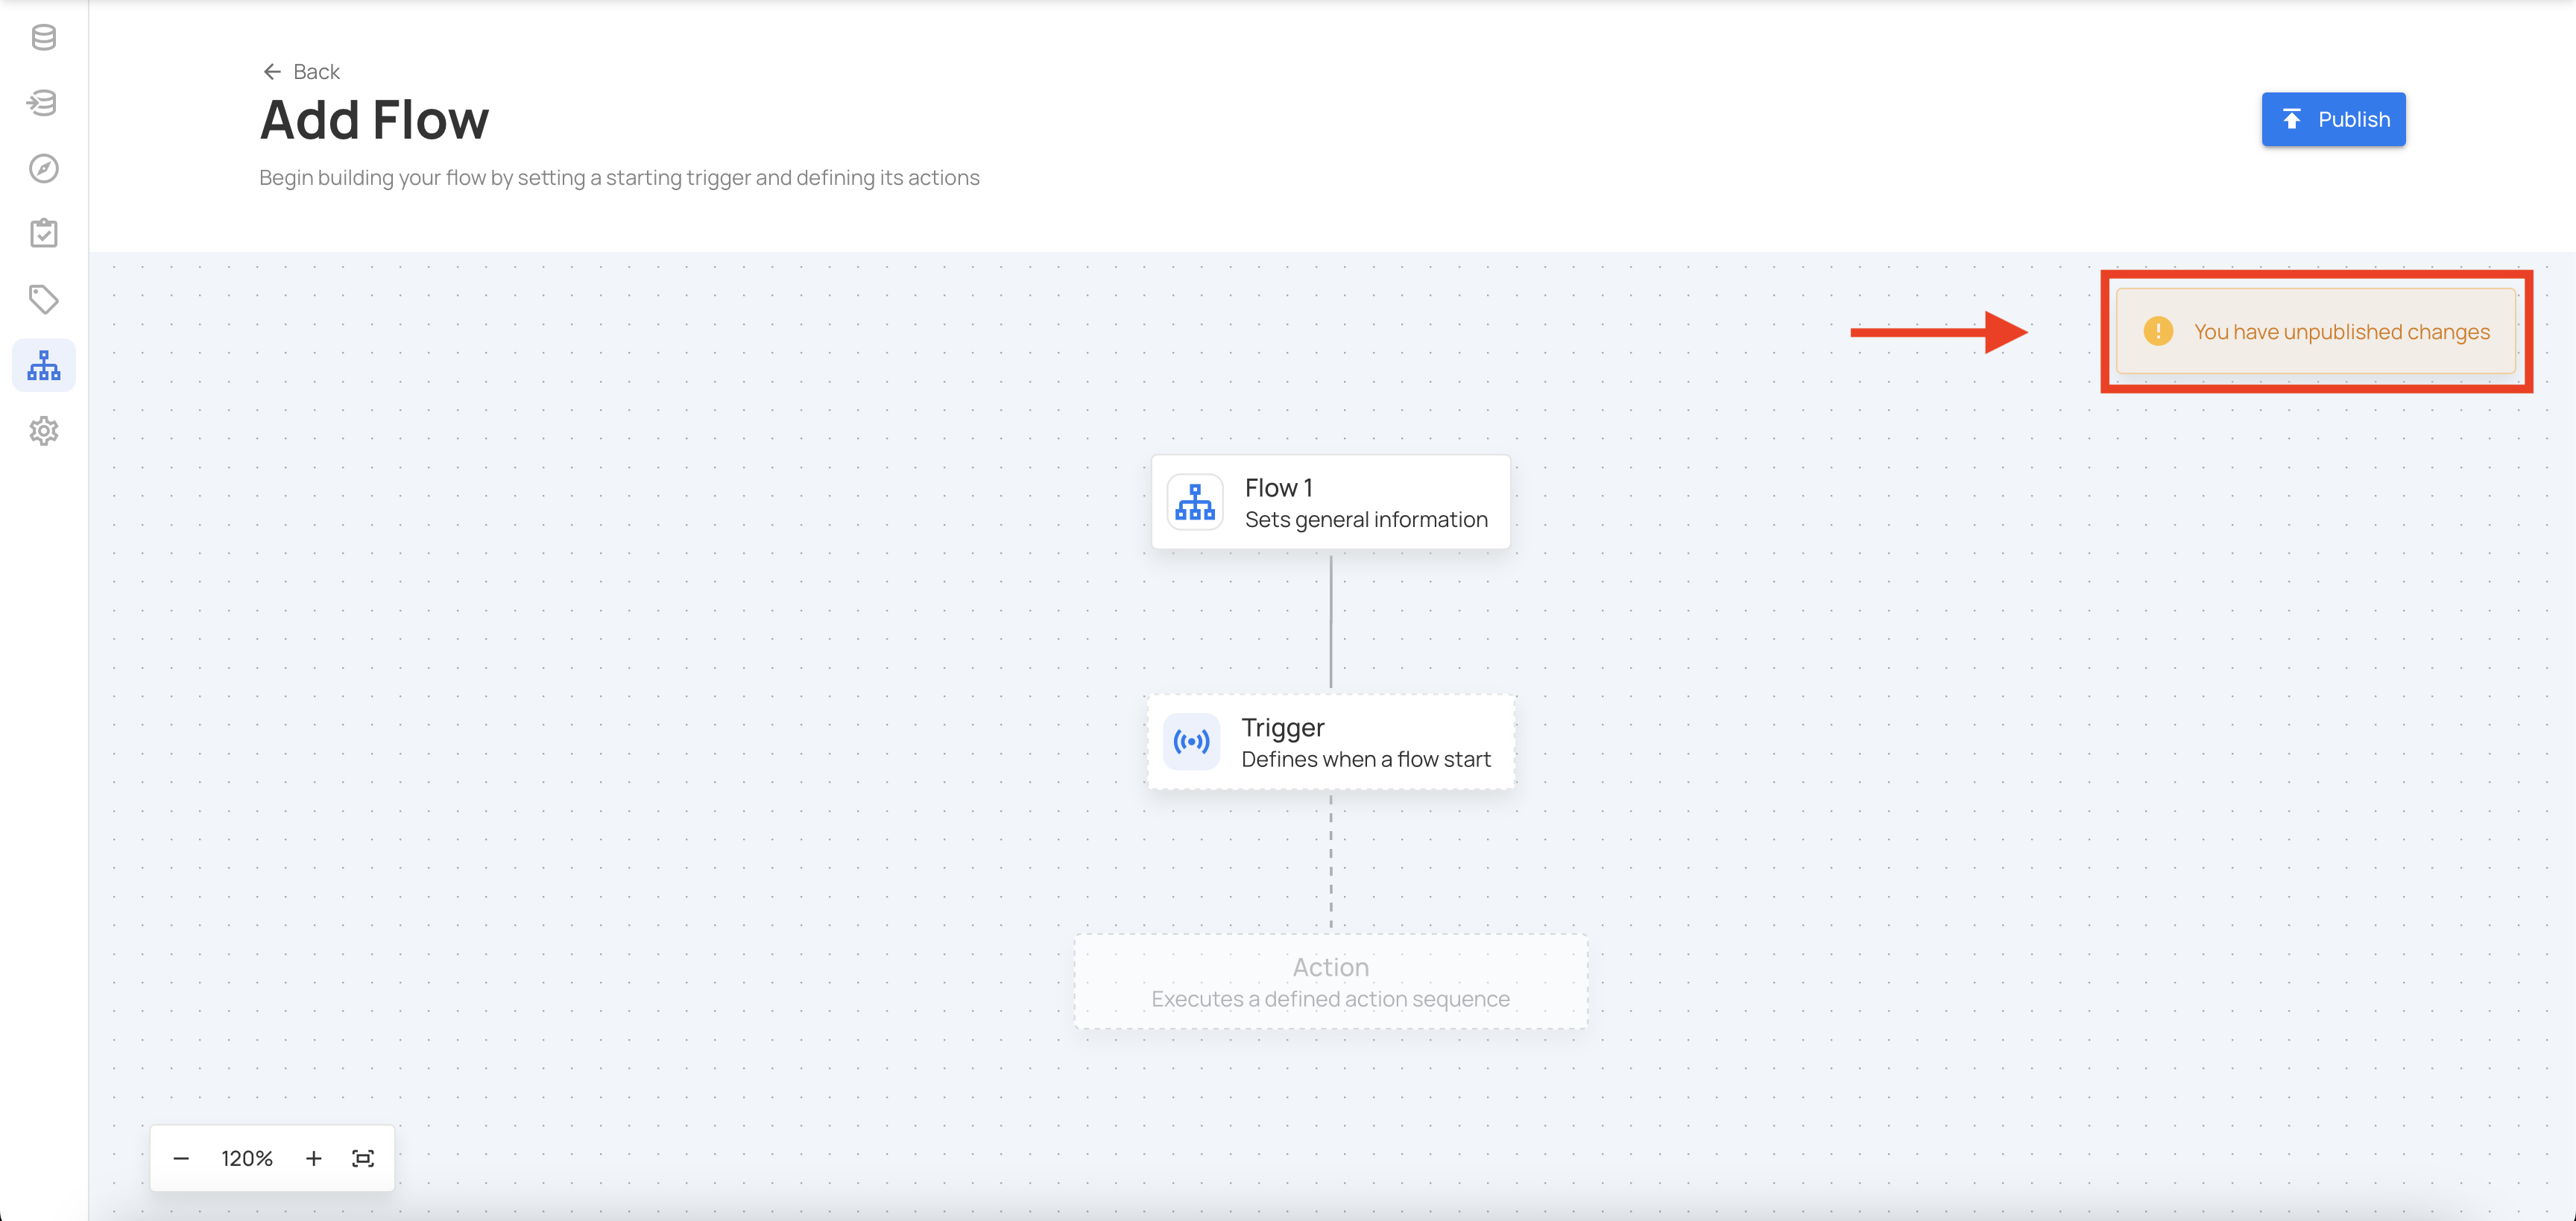 Back
Add Flow
Publish
Begin building your flow by setting a starting trigger and defining its actions
You have unpublished changes
Flow 1
Sets general information
Trigger
Defines when a flow start
Action
Executes a defined action sequence
120%